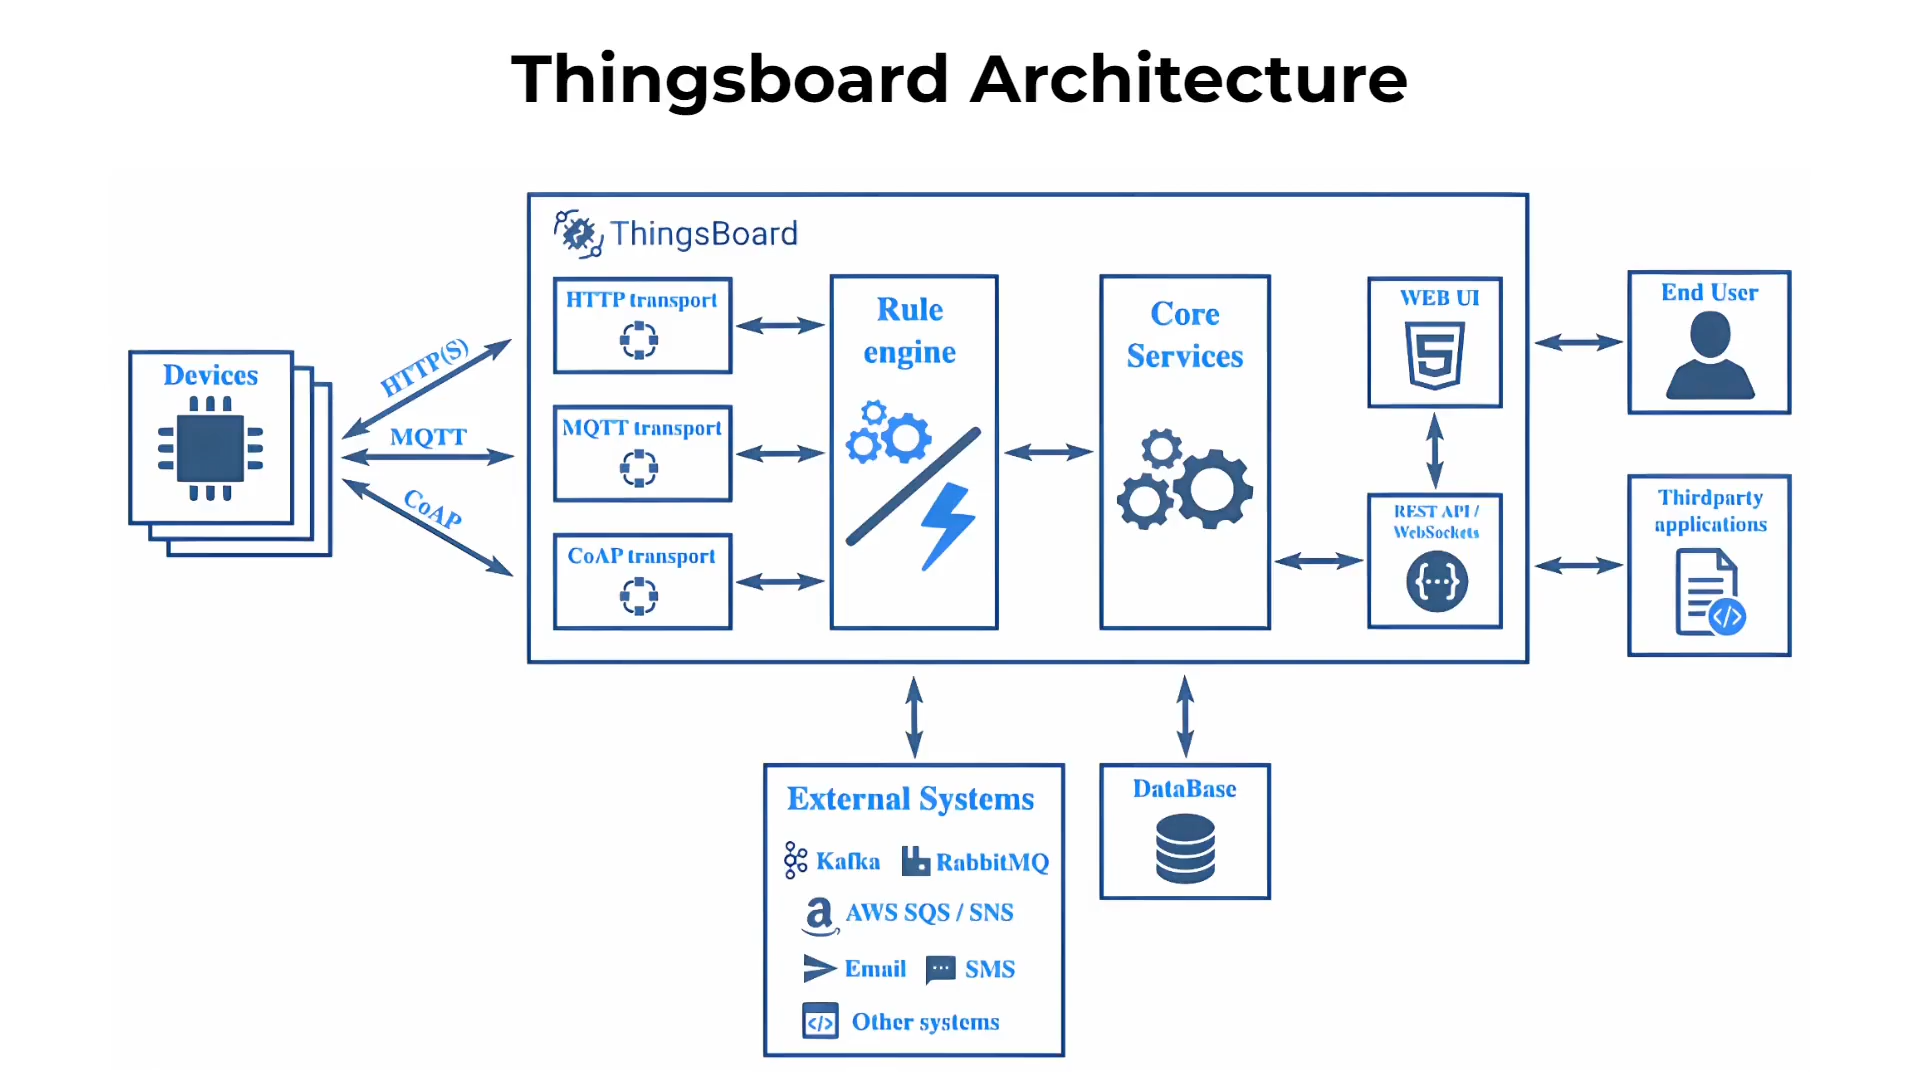 Thingsboard Architecture
ThingsBoard
Devices
HTTP(S)
MQTT
CoAP
HTTP transport
MQTT transport
CoAP transport
Rule
engine
Core
Services
WEB UI
REST API /
WebSockets
End User
Thirdparty
applications
External Systems
Kafka RabbitMQ
AWS SQS / SNS
Email SMS
Other systems
DataBase